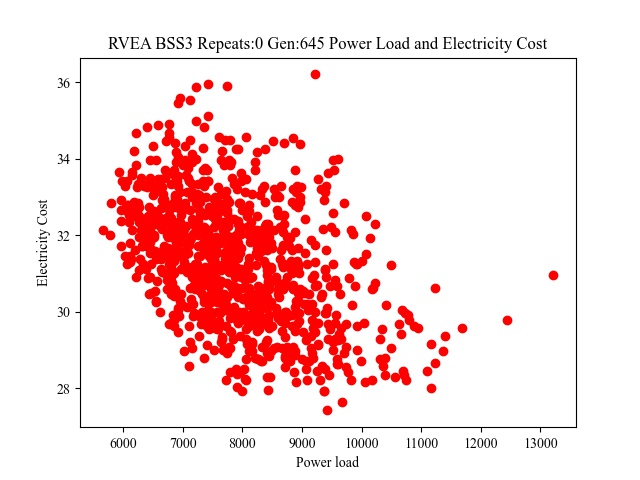 RVEA BSS3 Repeats:0 Gen:645 Power Load and Electricity Cost
36
34
32
30
28
Electricity Cost
6000 7000 8000 9000 10000 11000 12000 13000
Power load